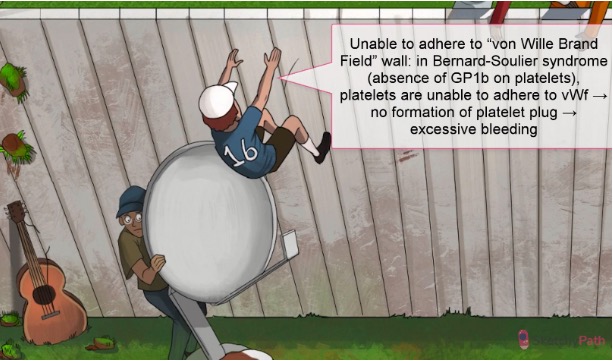 Unable to adhere to “von Wille Brand
Field” wall: in Bernard-Soulier syndrome
(absence of GP1b on platelets),
platelets are unable to adhere to vWf →
no formation of platelet plug →
excessive bleeding
16
Path